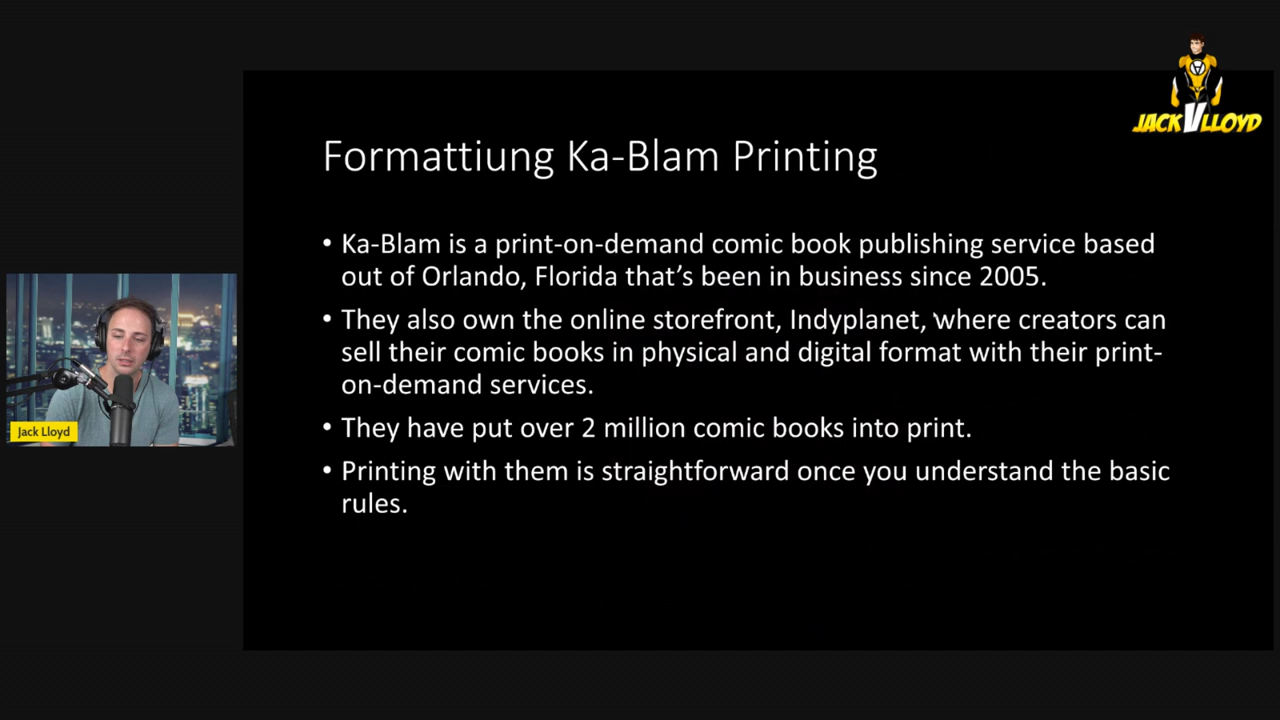 JACK V LLOYD
Formattiung Ka-Blam Printing
• Ka-Blam is a print-on-demand comic book publishing service based
out of Orlando, Florida that’s been in business since 2005.
• They also own the online storefront, Indyplanet, where creators can
sell their comic books in physical and digital format with their print-
on-demand services.
• They have put over 2 million comic books into print.
• Printing with them is straightforward once you understand the basic
rules.
Jack Lloyd